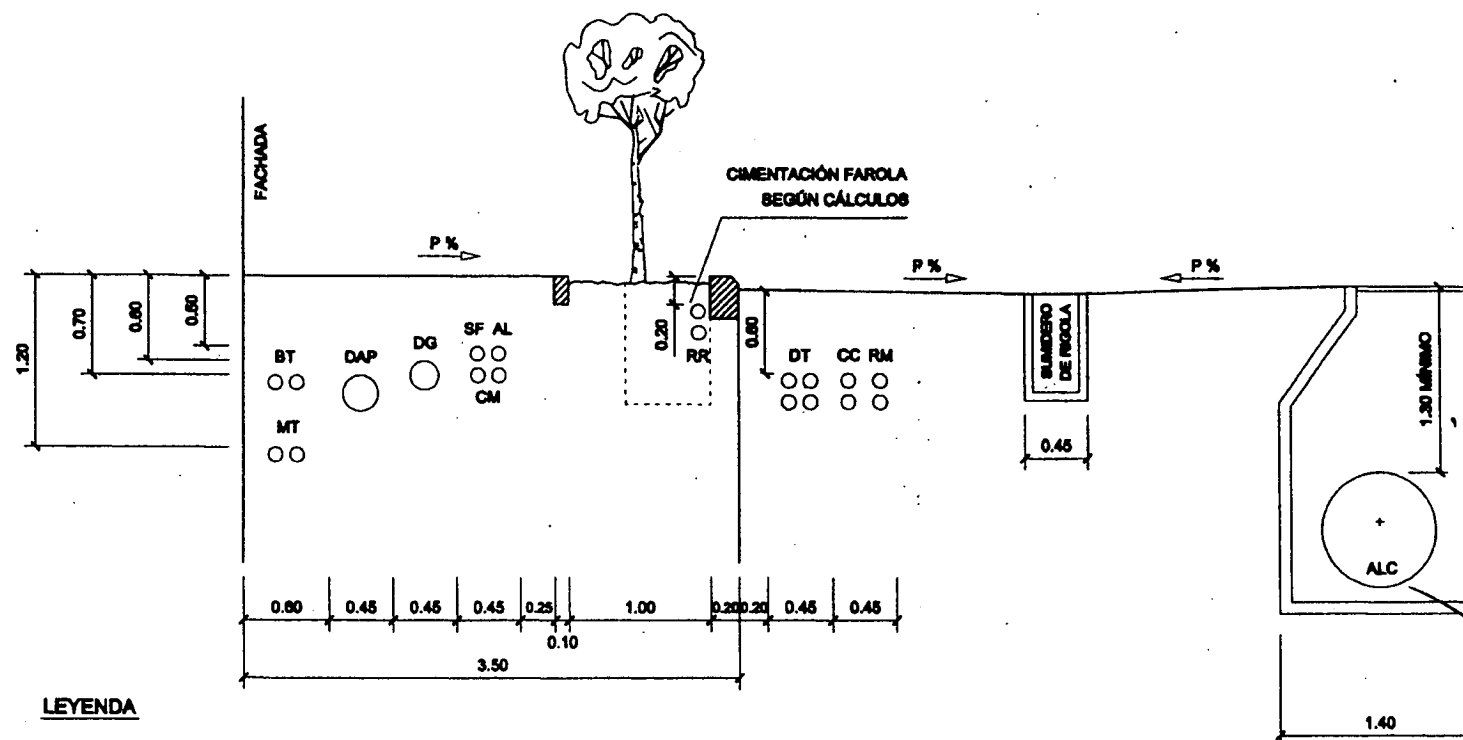 FACHADA
CIMENTACIÓN FAROLA
SEGÚN CÁLCULOS
P %
P %
P %
1.20
0.70
0.60
0.50
BT
DAP
DG
SF AL
CM
MT
0.20
RR
0.60
DT
CC
RM
SUMIDERO
DE RIGOLA
0.45
1.30 MÍNIMO
ALC
0.60
0.45
0.45
0.45
0.25
0.10
1.00
0.20
0.20
0.45
0.45
3.50
1.40
LEYENDA